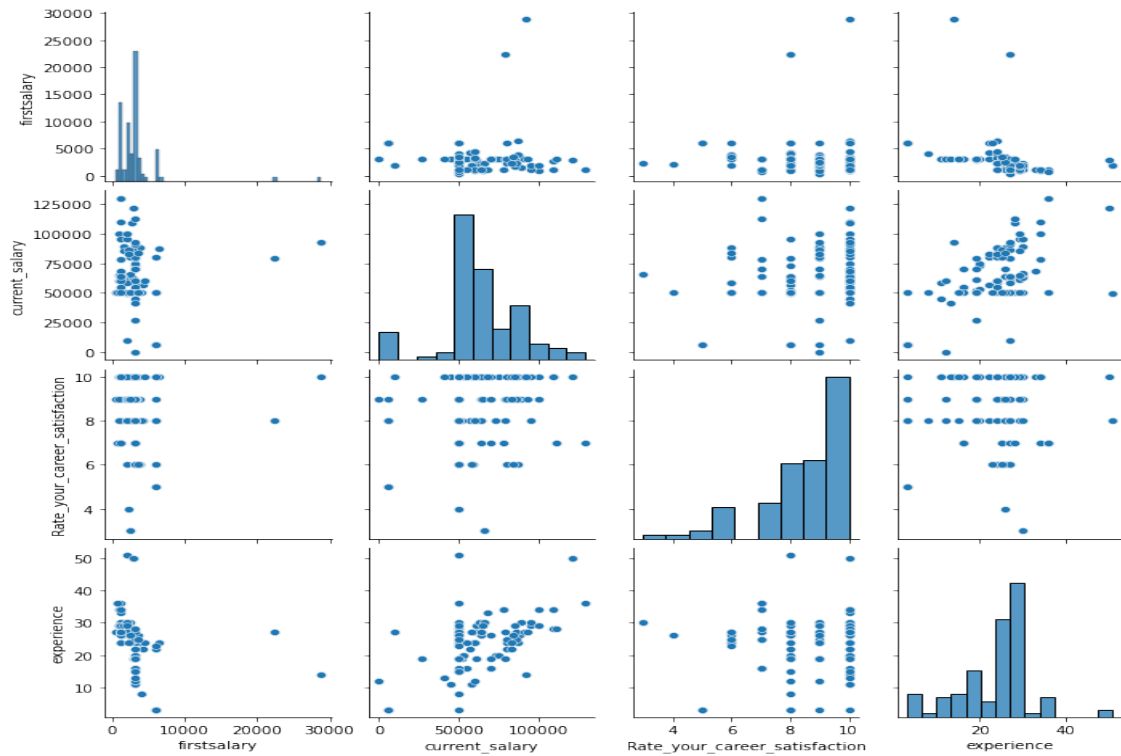 30000
25000
20000
15000
10000
5000
0
firstsalary
125000
100000
75000
50000
25000
0
current_salary
10
8
6
4
Rate_your_career_satisfaction
50
40
30
20
10
experience
0 10000 20000 30000
firstsalary
0 50000 100000
current_salary
4 6 8 10
Rate_your_career_satisfaction
20 40
experience